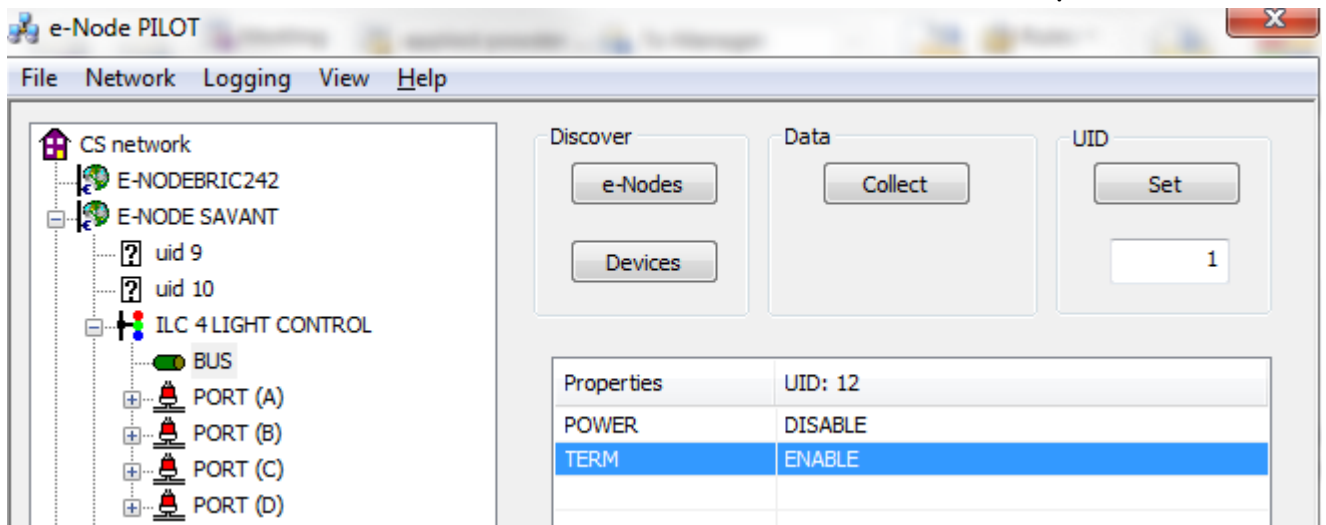 e-Node PILOT
File Network Logging View Help
CS network
E-NODEBRIC242
E-NODE SAVANT
? uid 9
? uid 10
ILC 4 LIGHT CONTROL
BUS
PORT (A)
PORT (B)
PORT (C)
PORT (D)
Discover
e-Nodes
Devices
Data
Collect
UID
Set
1
Properties UID: 12
POWER DISABLE
TERM ENABLE